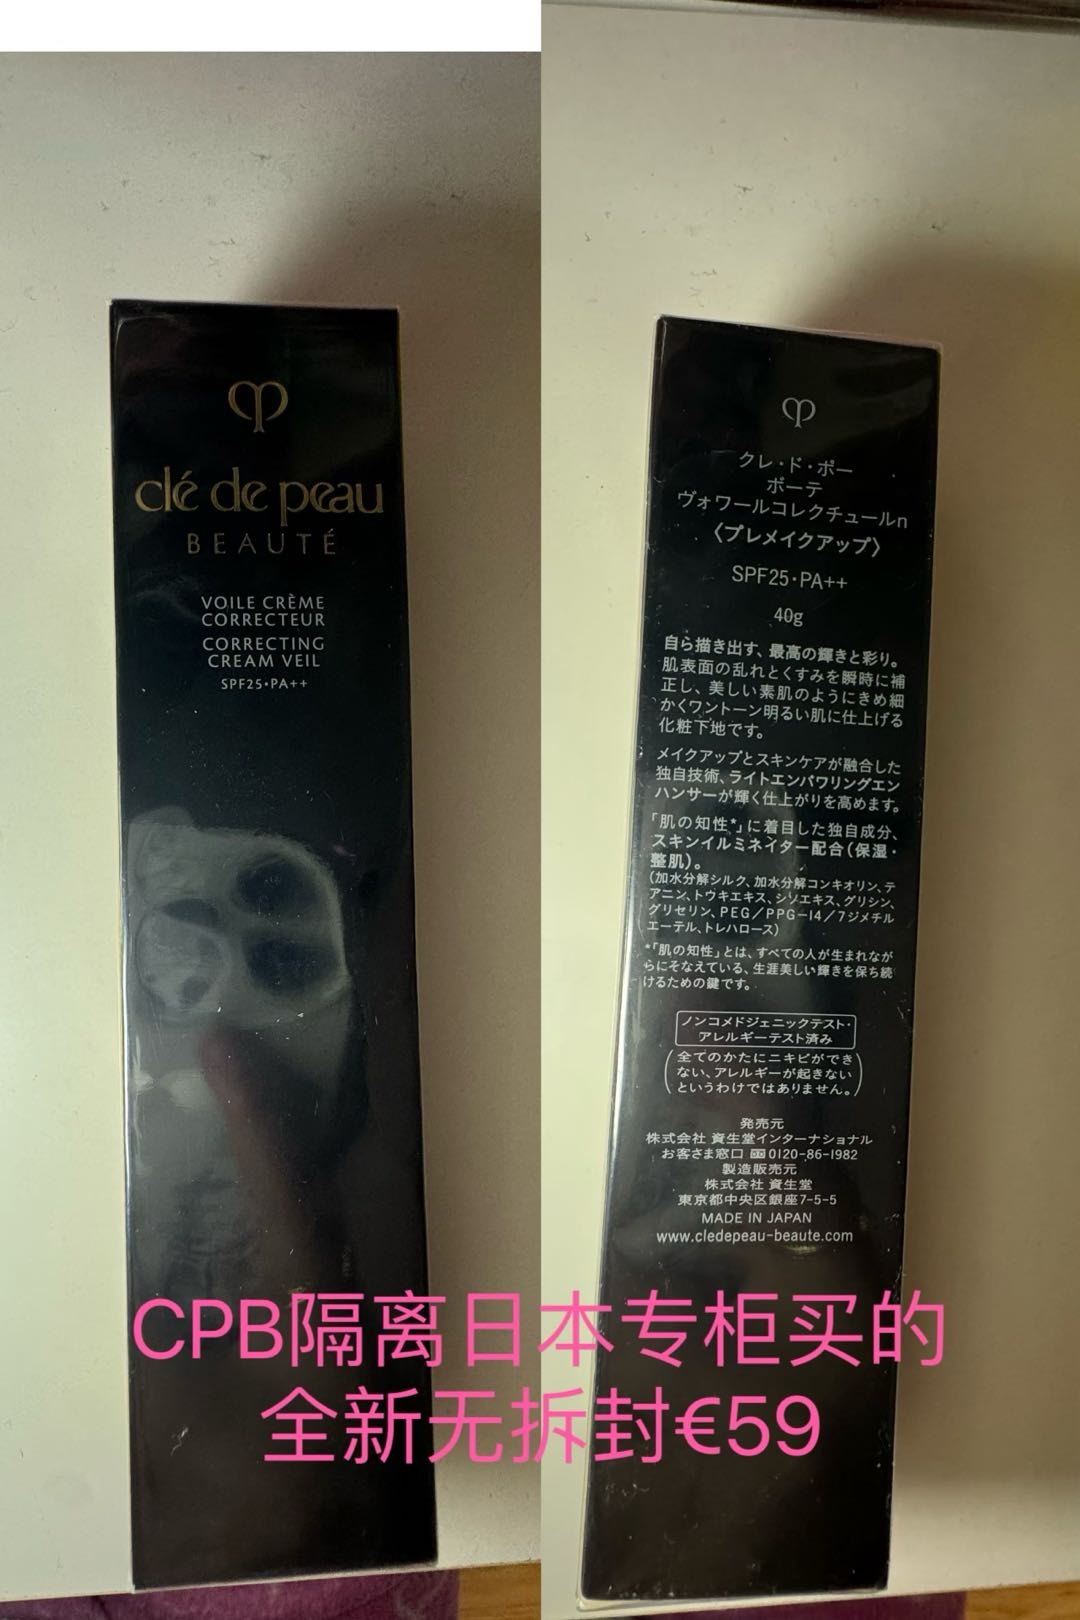 clé de peau
BEAUTÉ
VOILE CRÈME
CORRECTEUR
CORRECTING
CREAM VEIL
SPF25・PA++
クレ・ド・ポー
ボーテ
ヴォワールコレクチュールn
〈プレメイクアップ〉
SPF25・PA++
40g
自ら描き出す、最高の輝きと彩り。
肌表面の乱れとくすみを瞬時に補
正し、美しい素肌のようにきめ細
かくワントーン明るい肌に仕上げる
化粧下地です。
メイクアップとスキンケアが融合した
独自技術、ライトエンパワリングエン
ハンサーが輝く仕上がりを高めます。
「肌の知性*」に着目した独自成分、
スキンイルミネイター配合(保湿・
整肌)。
(加水分解シルク、加水分解コンキオリン、テ
アニン、トウキエキス、シソエキス、グリシン、
グリセリン、PEG/PPG-14/7ジメチル
エーテル、トレハロース)
*「肌の知性」とは、すべての人が生まれなが
らにそなえている、生涯美しい輝きを保ち続
けるための鍵です。
ノンコメドジェニックテスト・
アレルギーテスト済み
(全てのかたにニキビができ
ない、アレルギーが起きない
というわけではありません。)
発売元
株式会社 資生堂インターナショナル
お客さま窓口 0120-86-1982
製造販売元
株式会社 資生堂
東京都中央区銀座7-5-5
MADE IN JAPAN
www.cledepeau-beaute.com
CPB隔离日本专柜买的
全新无拆封€59